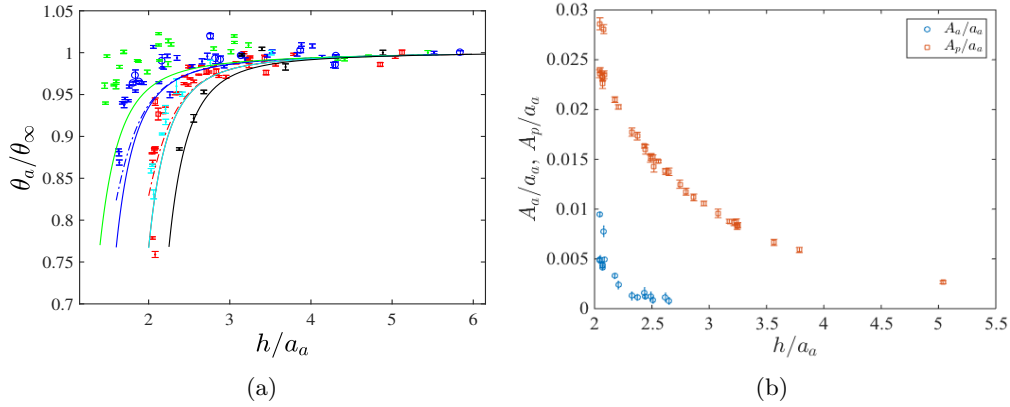 1.05
1
0.95
0.9
0.85
0.8
0.75
0.7
θₐ/θ∞
2 3 4 5 6
h/aₐ
(a)
0.03
0.025
0.02
0.015
0.01
0.005
0
Aₐ/aₐ, Aₚ/aₐ
Aₐ/aₐ
Aₚ/aₐ
2 2.5 3 3.5 4 4.5 5 5.5
h/aₐ
(b)